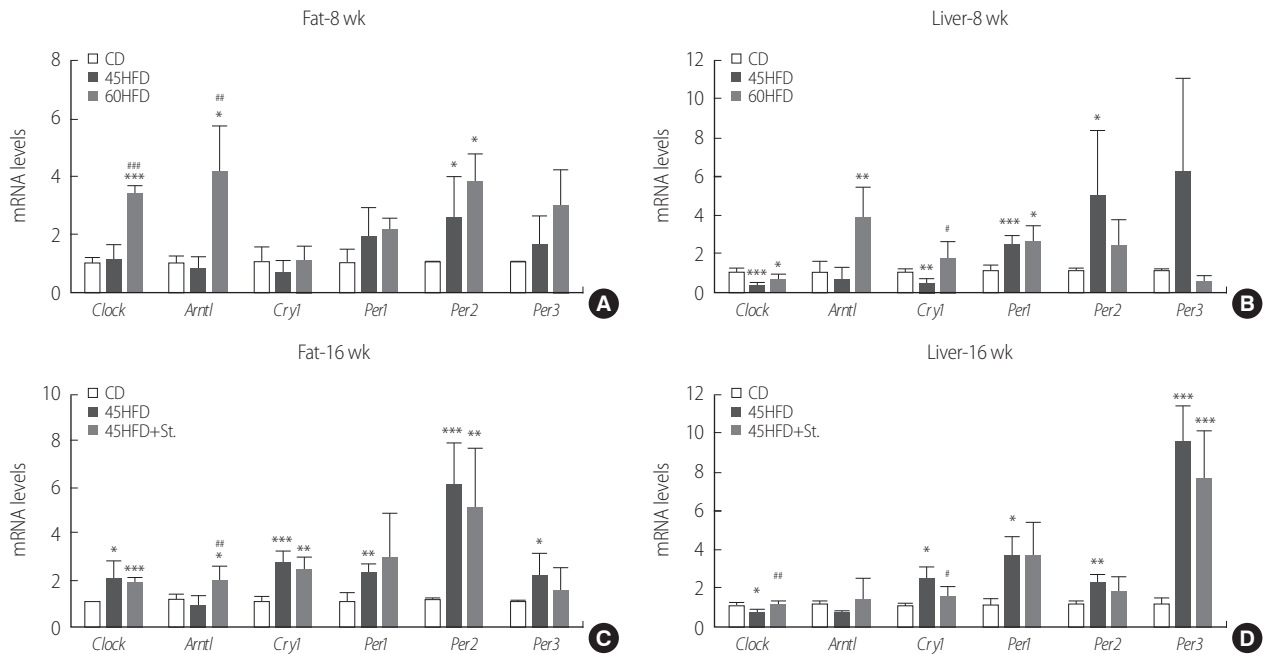 Fat-8 wk
8
6
4
2
0
mRNA levels
CD
45HFD
60HFD
###
***
##
*
*
*
Clock Arntl Cry1 Per1 Per2 Per3
A
Liver-8 wk
12
10
8
6
4
2
0
mRNA levels
CD
45HFD
60HFD
***
*
**
**
#
***
*
*
Clock Arntl Cry1 Per1 Per2 Per3
B
Fat-16 wk
10
8
6
4
2
0
mRNA levels
CD
45HFD
45HFD+St.
*
***
##
*
***
**
**
***
**
*
Clock Arntl Cry1 Per1 Per2 Per3
C
Liver-16 wk
12
10
8
6
4
2
0
mRNA levels
CD
45HFD
45HFD+St.
*
##
*
#
*
**
***
***
Clock Arntl Cry1 Per1 Per2 Per3
D